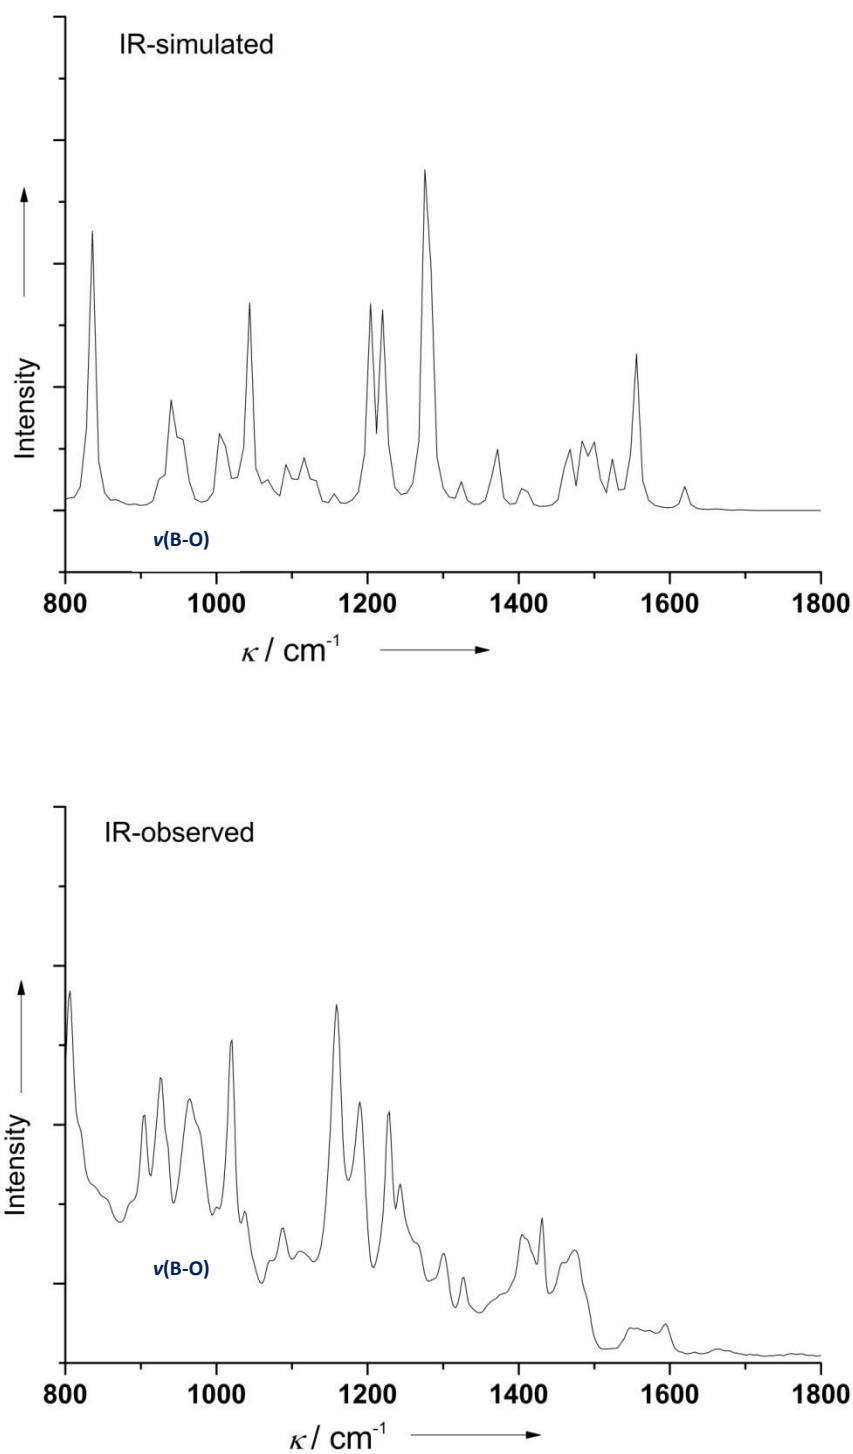 IR-simulated
Intensity
ν(B-O)
800 1000 1200 1400 1600 1800
κ / cm⁻¹
IR-observed
Intensity
ν(B-O)
800 1000 1200 1400 1600 1800
κ / cm⁻¹